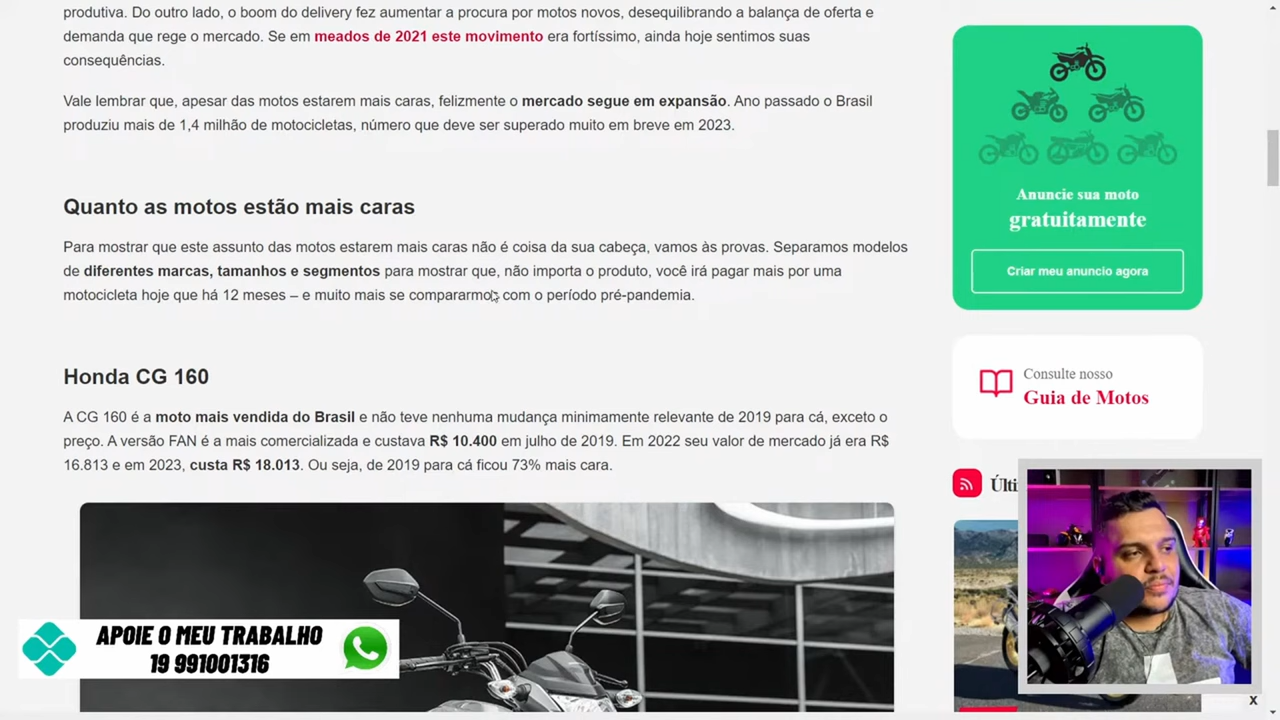 produtiva. Do outro lado, o boom do delivery fez aumentar a procura por motos novos, desequilibrando a balança de oferta e
demanda que rege o mercado. Se em meados de 2021 este movimento era fortíssimo, ainda hoje sentimos suas
consequências.
Vale lembrar que, apesar das motos estarem mais caras, felizmente o mercado segue em expansão. Ano passado o Brasil
produziu mais de 1,4 milhão de motocicletas, número que deve ser superado muito em breve em 2023.
Quanto as motos estão mais caras
Para mostrar que este assunto das motos estarem mais caras não é coisa da sua cabeça, vamos às provas. Separamos modelos
de diferentes marcas, tamanhos e segmentos para mostrar que, não importa o produto, você irá pagar mais por uma
motocicleta hoje que há 12 meses – e muito mais se compararmos com o período pré-pandemia.
Honda CG 160
A CG 160 é a moto mais vendida do Brasil e não teve nenhuma mudança minimamente relevante de 2019 para cá, exceto o
preço. A versão FAN é a mais comercializada e custava R$ 10.400 em julho de 2019. Em 2022 seu valor de mercado já era R$
16.813 e em 2023, custa R$ 18.013. Ou seja, de 2019 para cá ficou 73% mais cara.
Anuncie sua moto
gratuitamente
Criar meu anuncio agora
Consulte nosso
Guia de Motos
Últi
APOIE O MEU TRABALHO
19 991001316
x